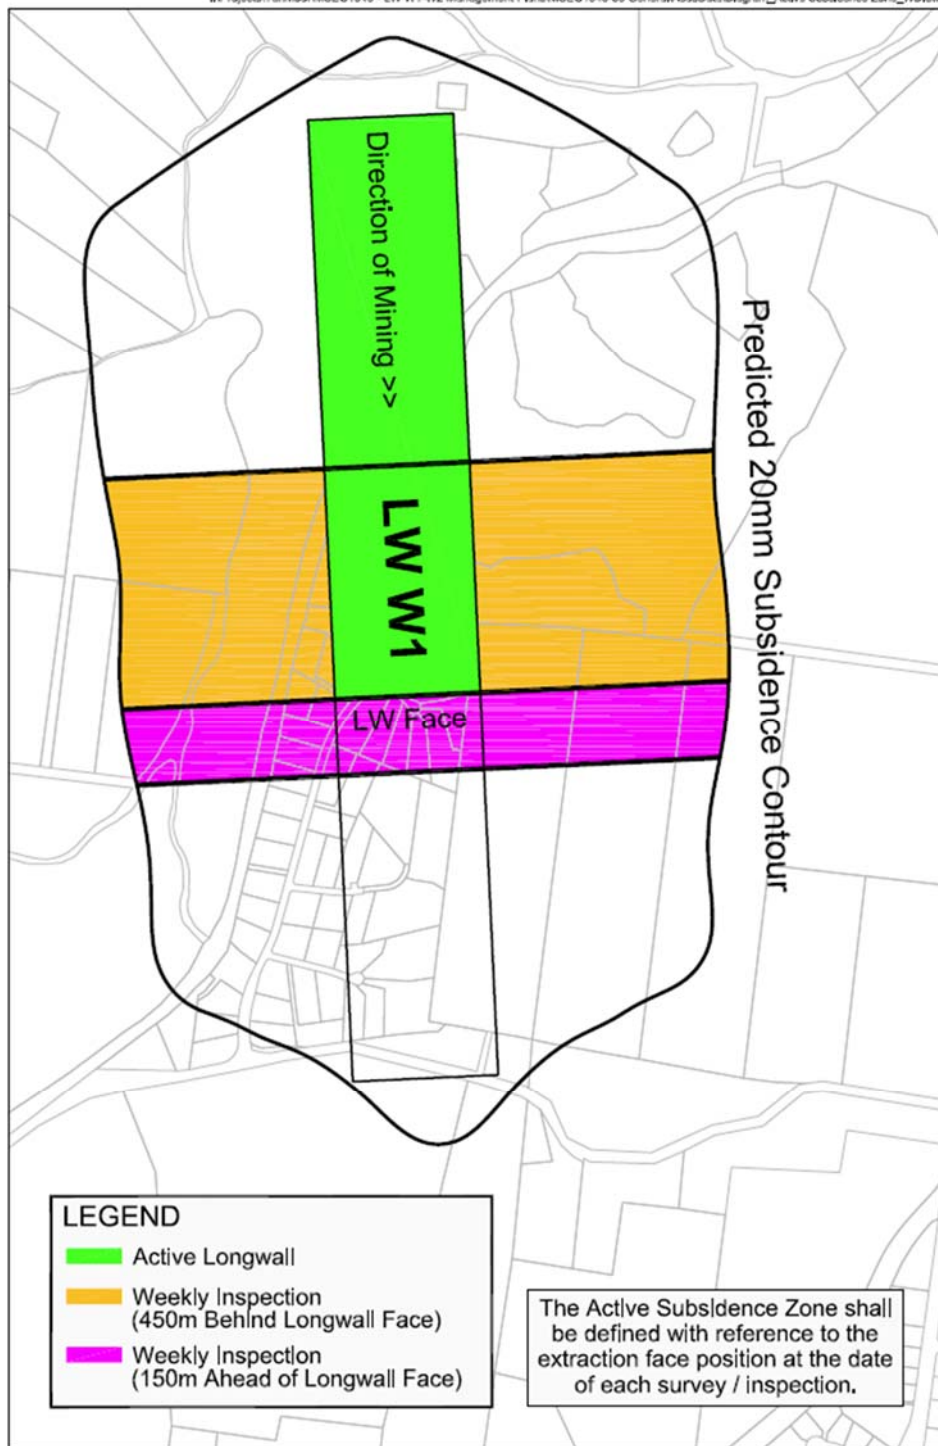 Direction of Mining >>
LW W1
LW Face
Predicted 20mm Subsidence Contour
LEGEND
Active Longwall
Weekly Inspection
(450m Behind Longwall Face)
Weekly Inspection
(150m Ahead of Longwall Face)
The Active Subsidence Zone shall
be defined with reference to the
extraction face position at the date
of each survey / inspection.